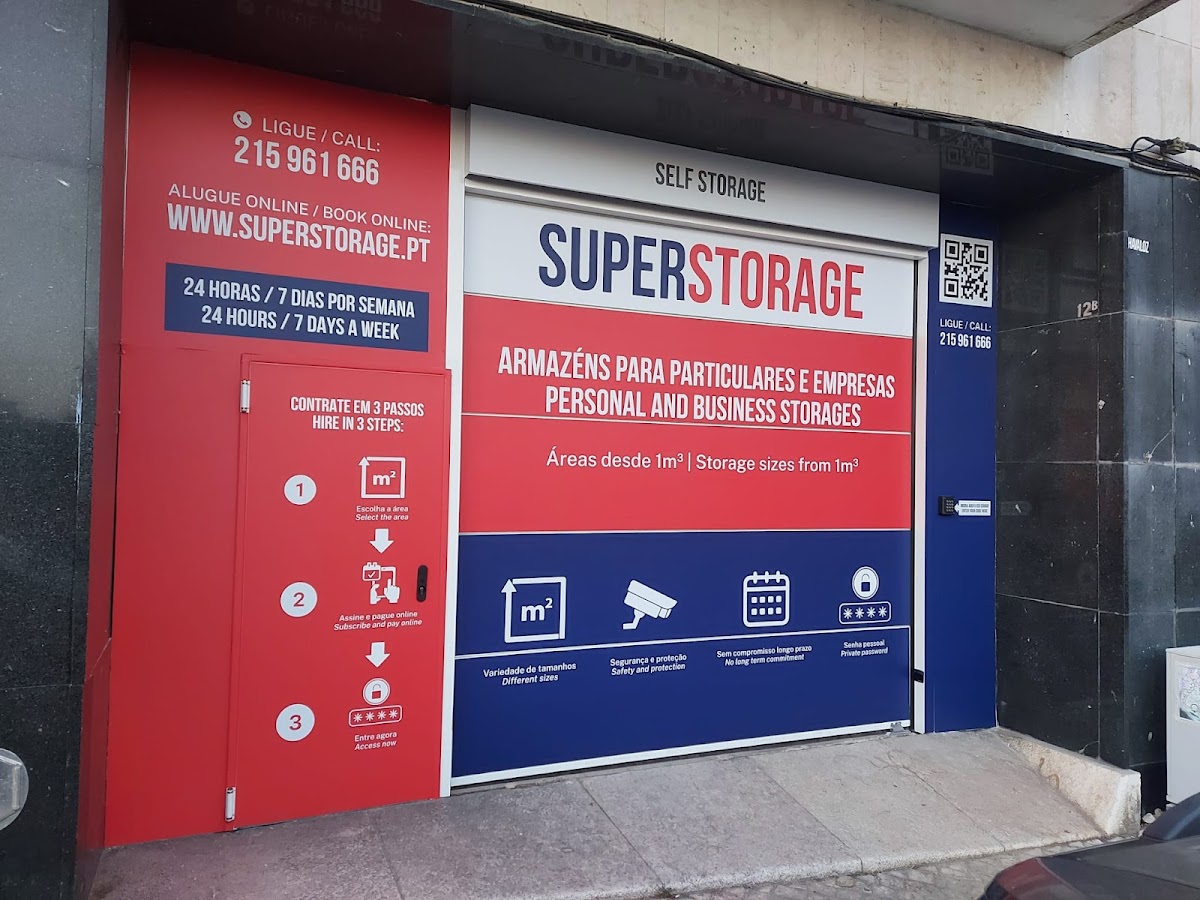 LIGUE / CALL:
215 961 666
ALUGUE ONLINE / BOOK ONLINE:
WWW.SUPERSTORAGE.PT
24 HORAS / 7 DIAS POR SEMANA
24 HOURS / 7 DAYS A WEEK
CONTRATE EM 3 PASSOS
HIRE IN 3 STEPS:
1
m²
Escolha a área
Select the area
2
Assine e pague online
Subscribe and pay online
3
****
Entre agora
Access now
SELF STORAGE
SUPERSTORAGE
ARMAZÉNS PARA PARTICULARES E EMPRESAS
PERSONAL AND BUSINESS STORAGES
Áreas desde 1m³ | Storage sizes from 1m³
m²
Variedade de tamanhos
Different sizes
Segurança e proteção
Safety and protection
Sem compromisso longo prazo
No long term commitment
****
Senha pessoal
Private password
LIGUE / CALL:
215 961 666
HAVALOZ
12B